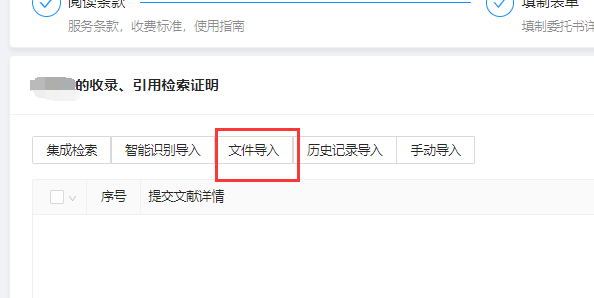 阅读条款
填制表单
服务条款，收费标准，使用指南
填制委托书详
的收录、引用检索证明
集成检索 智能识别导入 文件导入 历史记录导入 手动导入
序号 提交文献详情